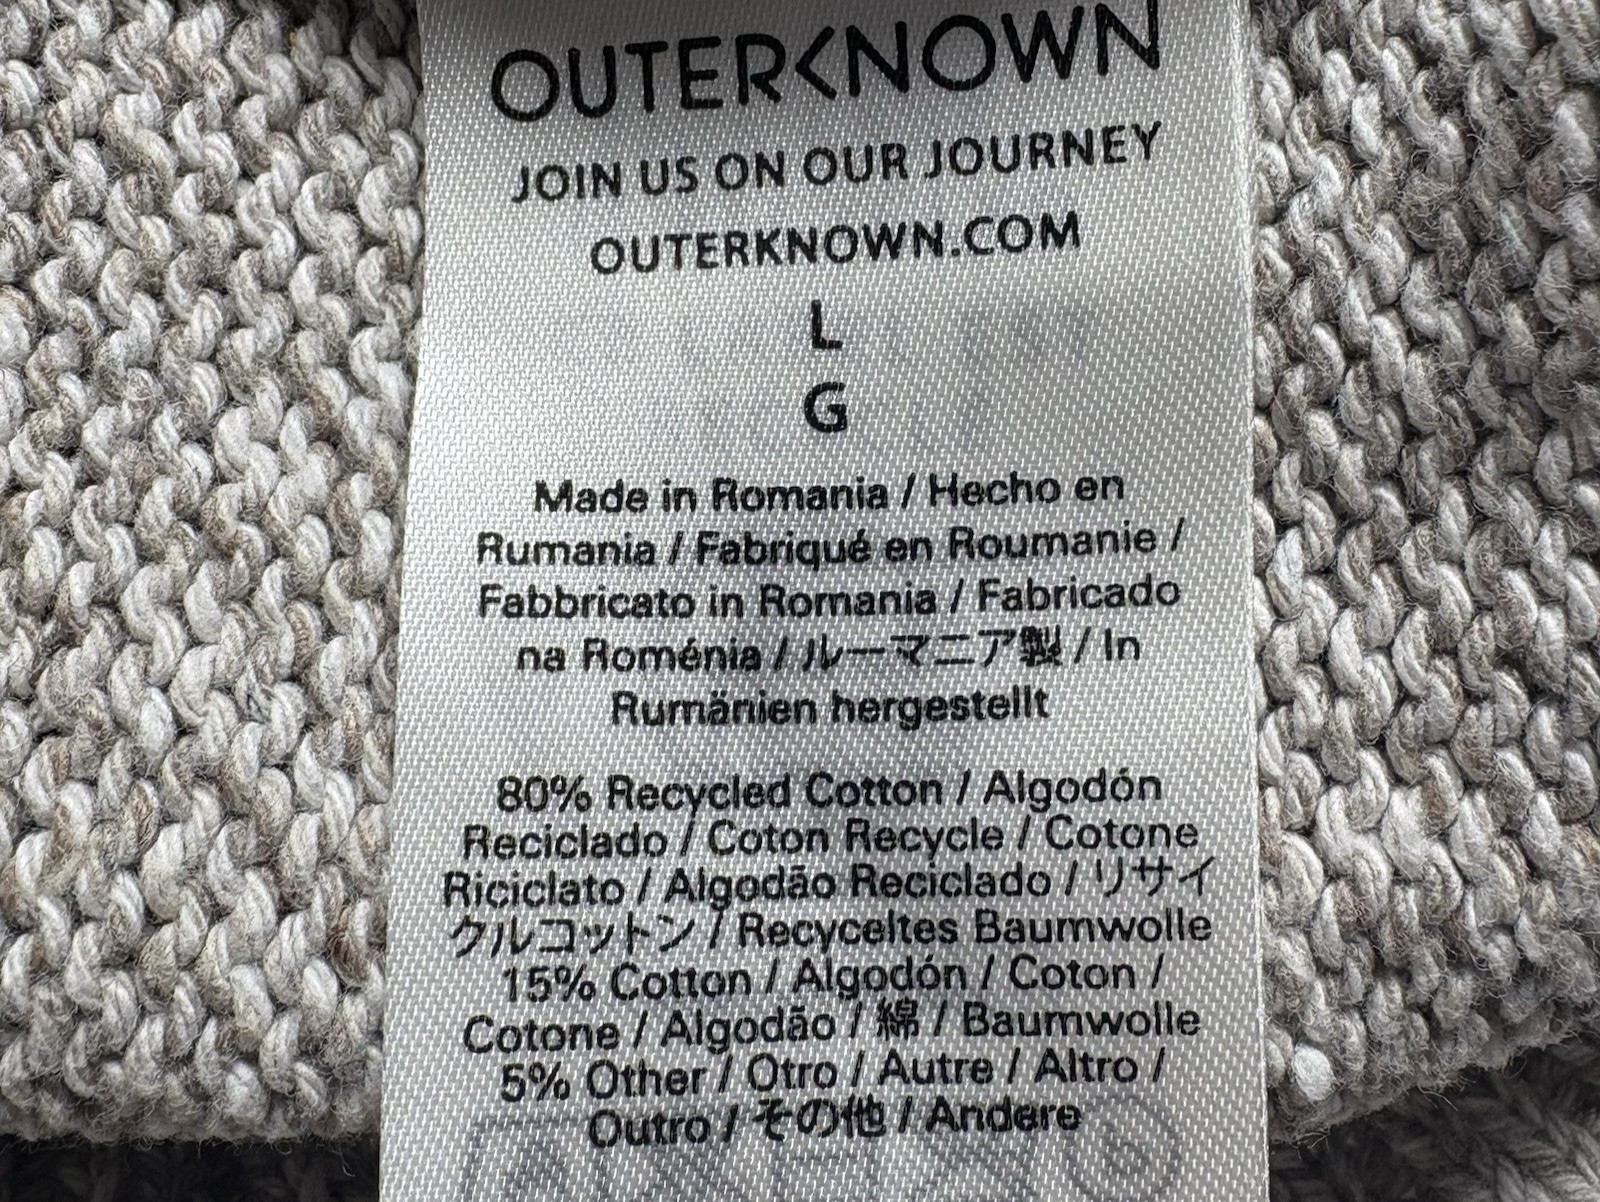 OUTERKNOWN
JOIN US ON OUR JOURNEY
OUTERKNOWN.COM
L
G
Made in Romania / Hecho en
Rumania / Fabriqué en Roumanie /
Fabbricato in Romania / Fabricado
na Roménia / ルーマニア製 / In
Rumänien hergestellt
80% Recycled Cotton / Algodón
Reciclado / Coton Recycle / Cotone
Riciclato / Algodão Reciclado / リサイ
クルコットン / Recyceltes Baumwolle
15% Cotton / Algodón / Coton /
Cotone / Algodão / 綿 / Baumwolle
5% Other / Otro / Autre / Altro /
Outro / その他 / Andere